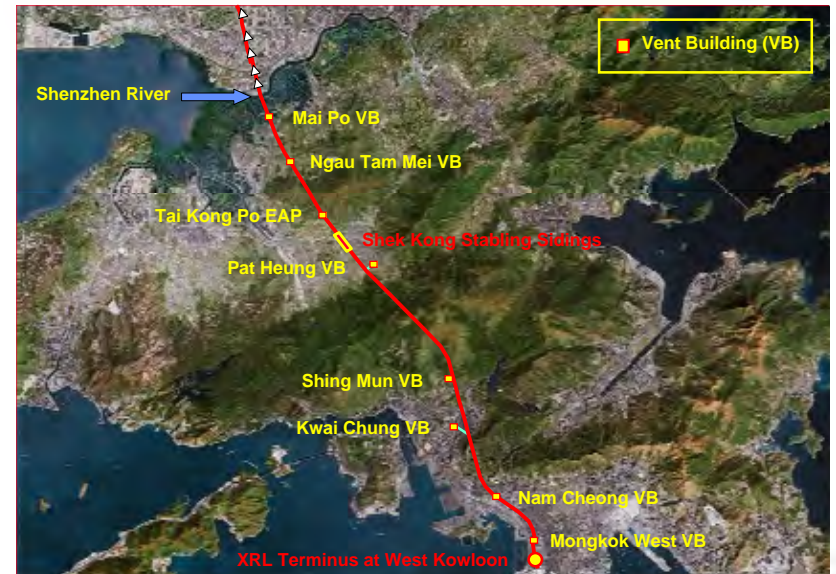 Vent Building (VB)
Shenzhen River
Mai Po VB
Ngau Tam Mei VB
Tai Kong Po EAP
Shek Kong Stabling Sidings
Pat Heung VB
Shing Mun VB
Kwai Chung VB
Nam Cheong VB
Mongkok West VB
XRL Terminus at West Kowloon